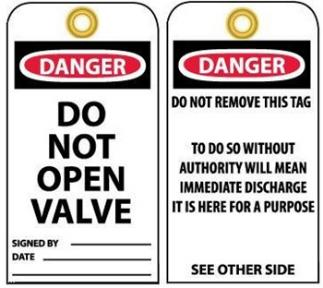 DANGER
DO
NOT
OPEN
VALVE
SIGNED BY
DATE
DANGER
DO NOT REMOVE THIS TAG
TO DO SO WITHOUT
AUTHORITY WILL MEAN
IMMEDIATE DISCHARGE
IT IS HERE FOR A PURPOSE
SEE OTHER SIDE